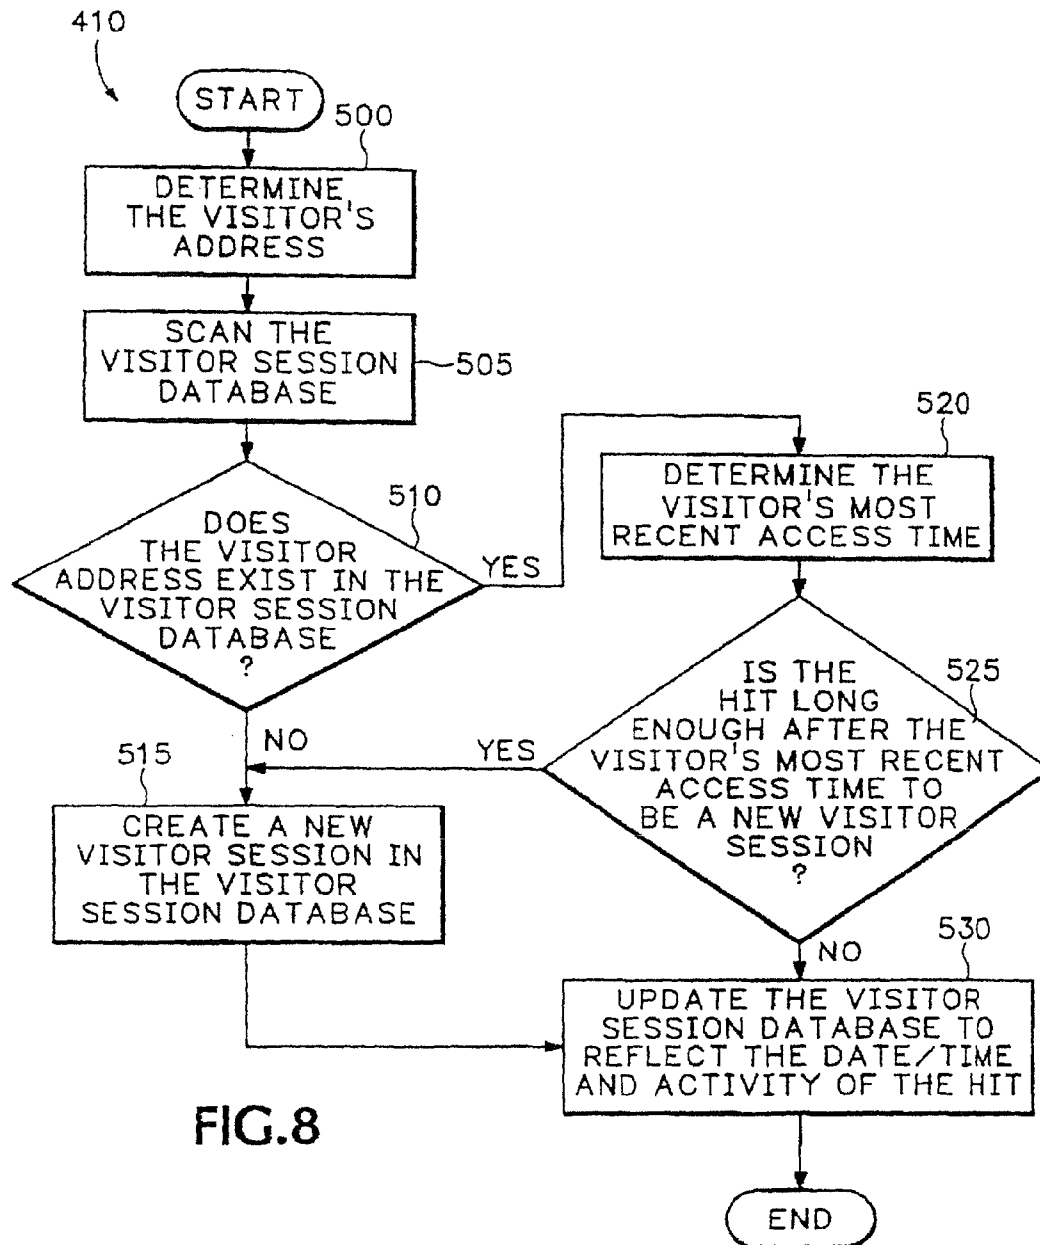 410
START
500
DETERMINE
THE VISITOR'S
ADDRESS
SCAN THE
VISITOR SESSION
DATABASE
505
510
DOES
THE VISITOR
ADDRESS EXIST IN THE
VISITOR SESSION
DATABASE
?
YES
NO
520
DETERMINE THE
VISITOR'S MOST
RECENT ACCESS TIME
525
IS THE
HIT LONG
ENOUGH AFTER THE
VISITOR'S MOST RECENT
ACCESS TIME TO
BE A NEW VISITOR
SESSION
?
YES
NO
515
CREATE A NEW
VISITOR SESSION IN
THE VISITOR
SESSION DATABASE
530
UPDATE THE VISITOR
SESSION DATABASE TO
REFLECT THE DATE/TIME
AND ACTIVITY OF THE HIT
END
FIG.8